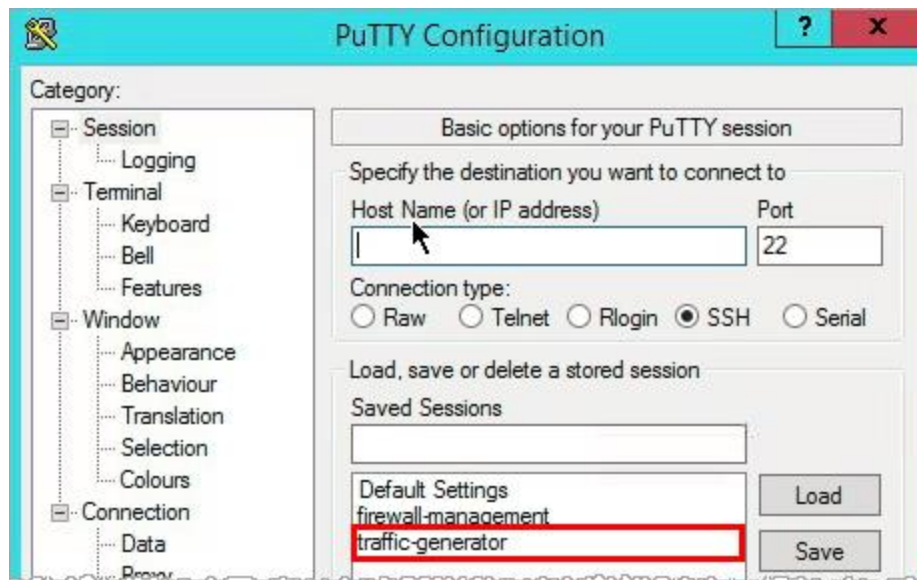 PuTTY Configuration
?
x
Category:
Session
Logging
Terminal
Keyboard
Bell
Features
Window
Appearance
Behaviour
Translation
Selection
Colours
Connection
Data
Proxy
Basic options for your PuTTY session
Specify the destination you want to connect to
Host Name (or IP address)
Port
22
Connection type:
Raw Telnet Rlogin SSH Serial
Load, save or delete a stored session
Saved Sessions
Default Settings
firewall-management
traffic-generator
Load
Save